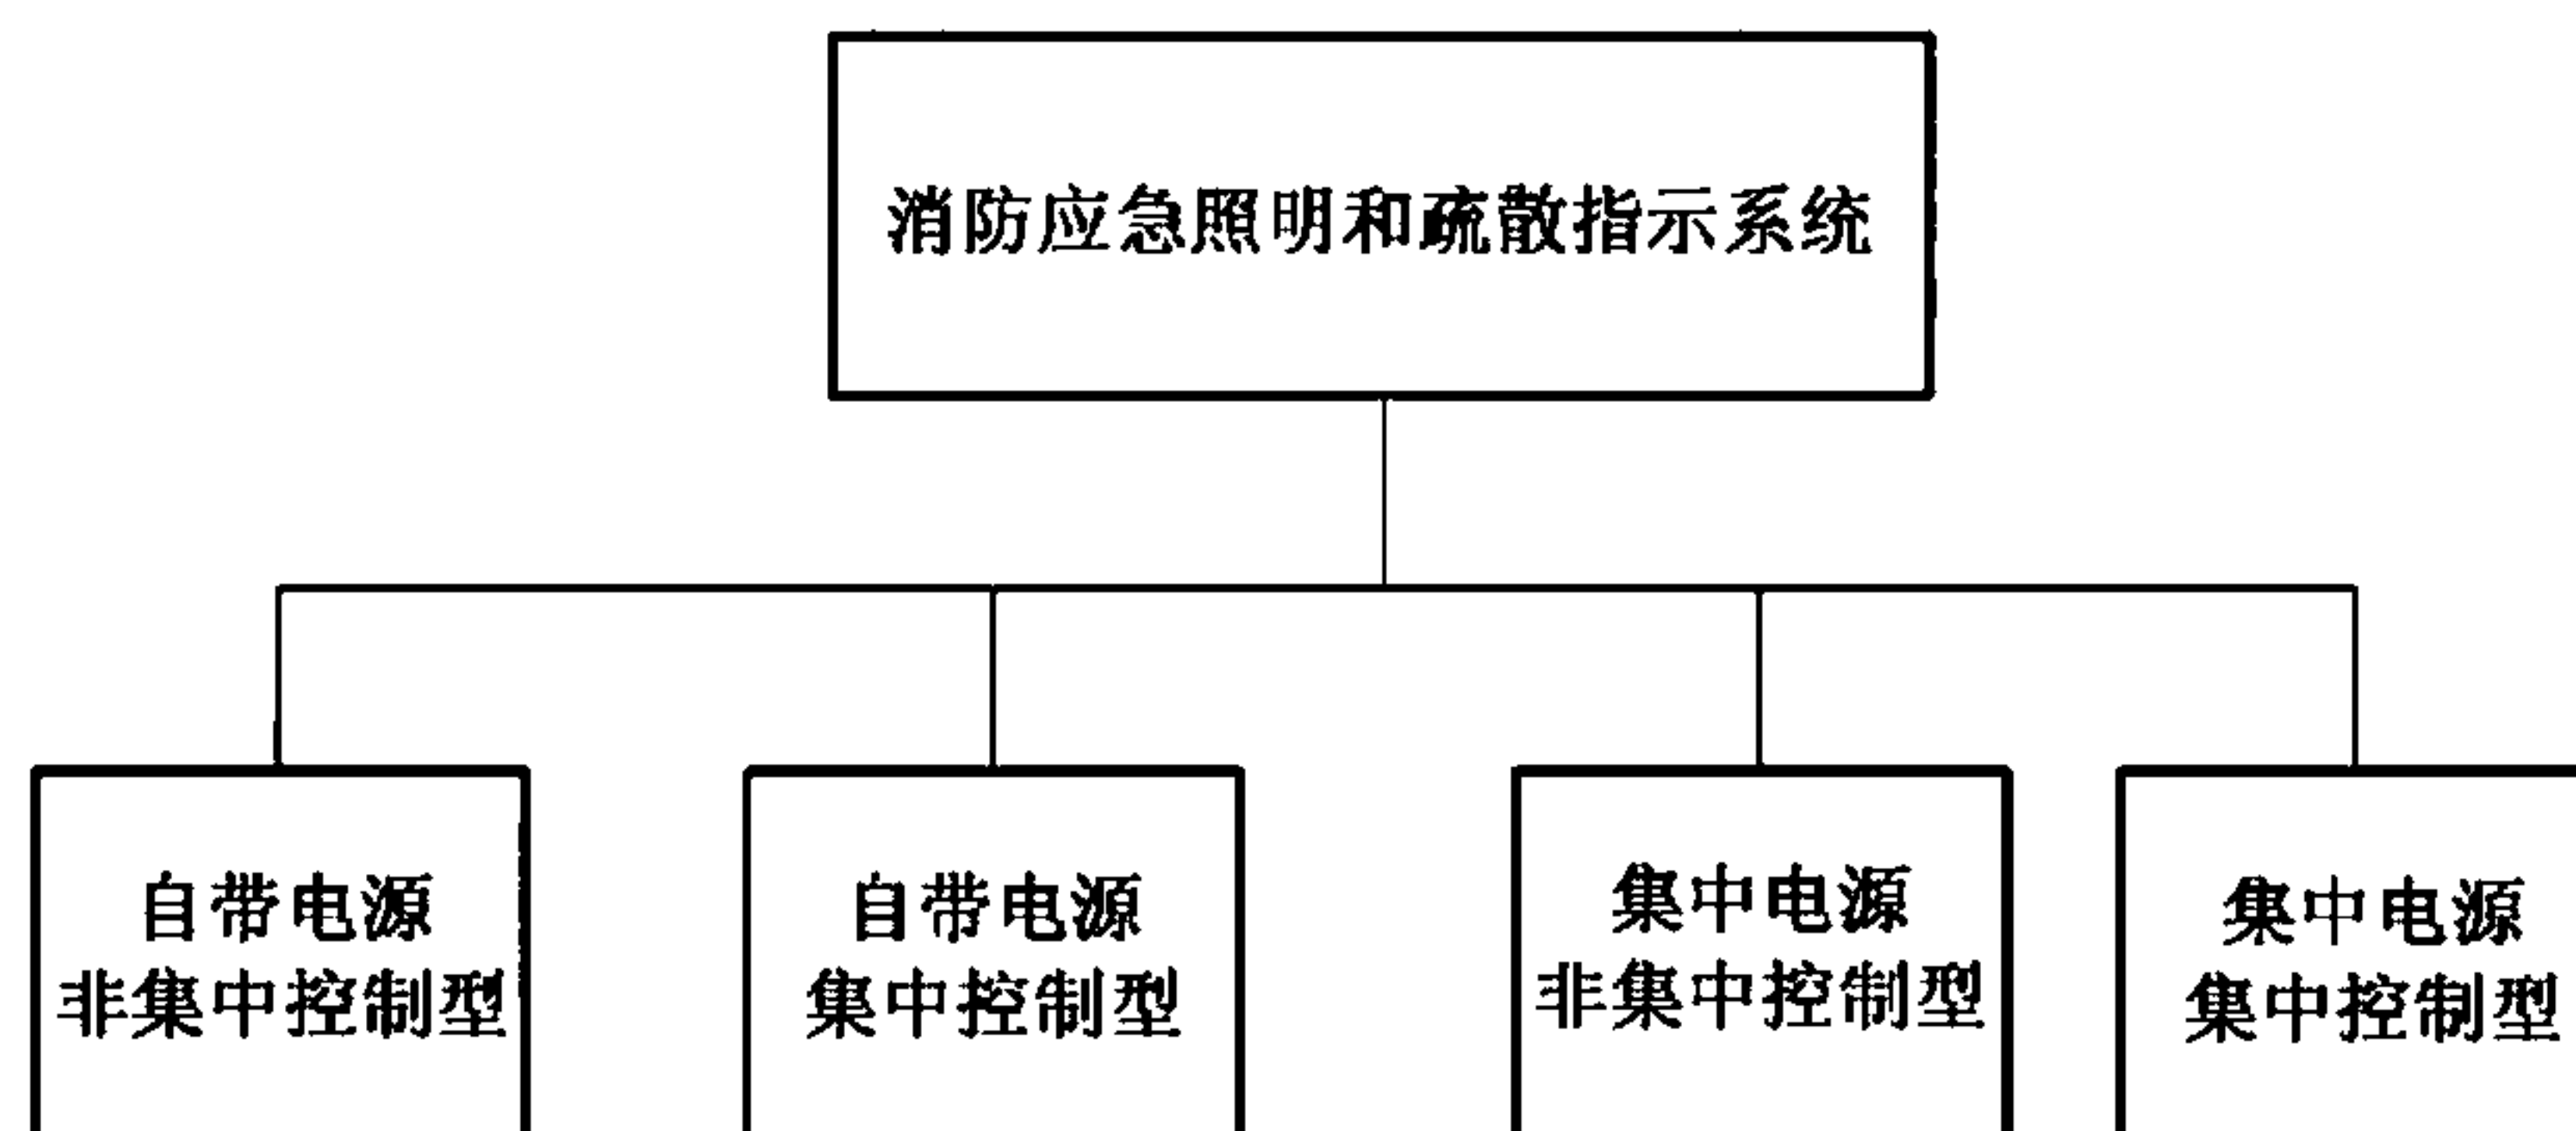 消防应急照明和疏散指示系统
自带电源
非集中控制型
自带电源
集中控制型
集中电源
非集中控制型
集中电源
集中控制型